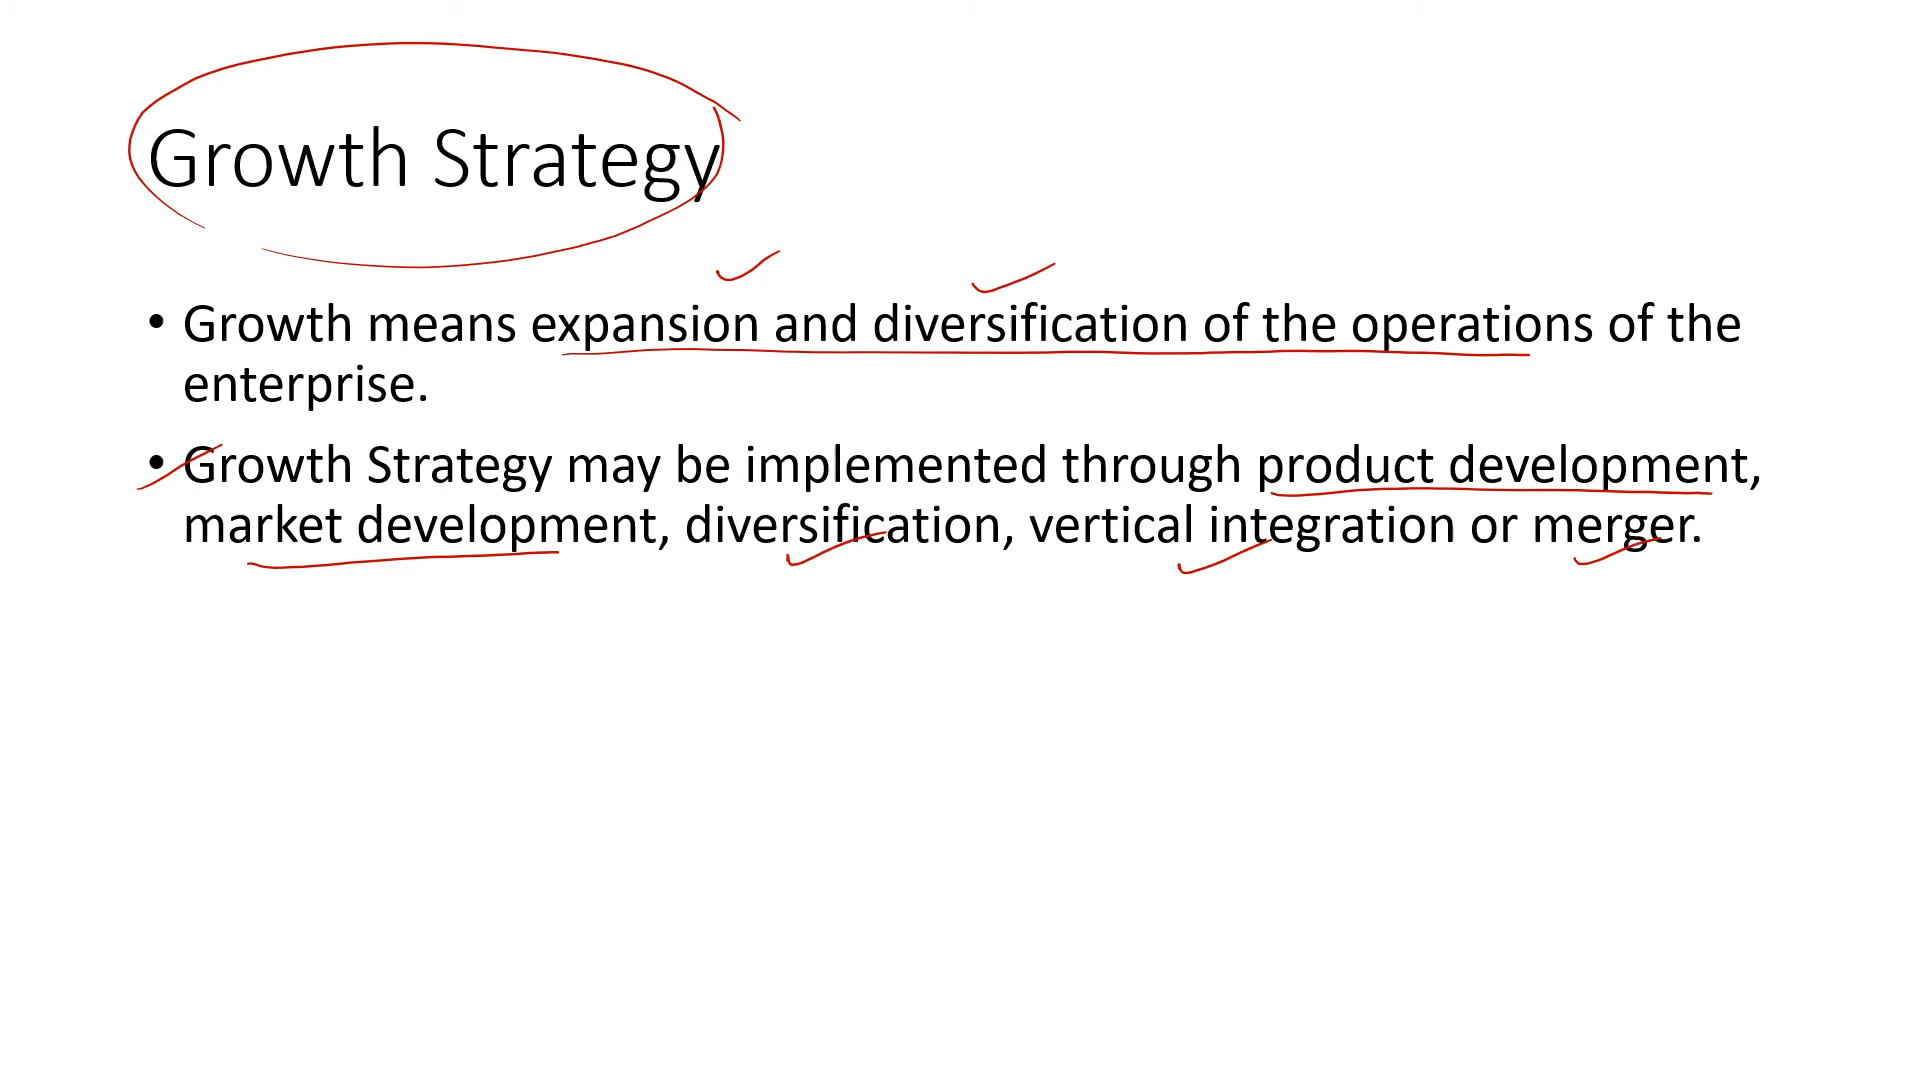 Growth Strategy
• Growth means expansion and diversification of the operations of the
enterprise.
• Growth Strategy may be implemented through product development,
market development, diversification, vertical integration or merger.